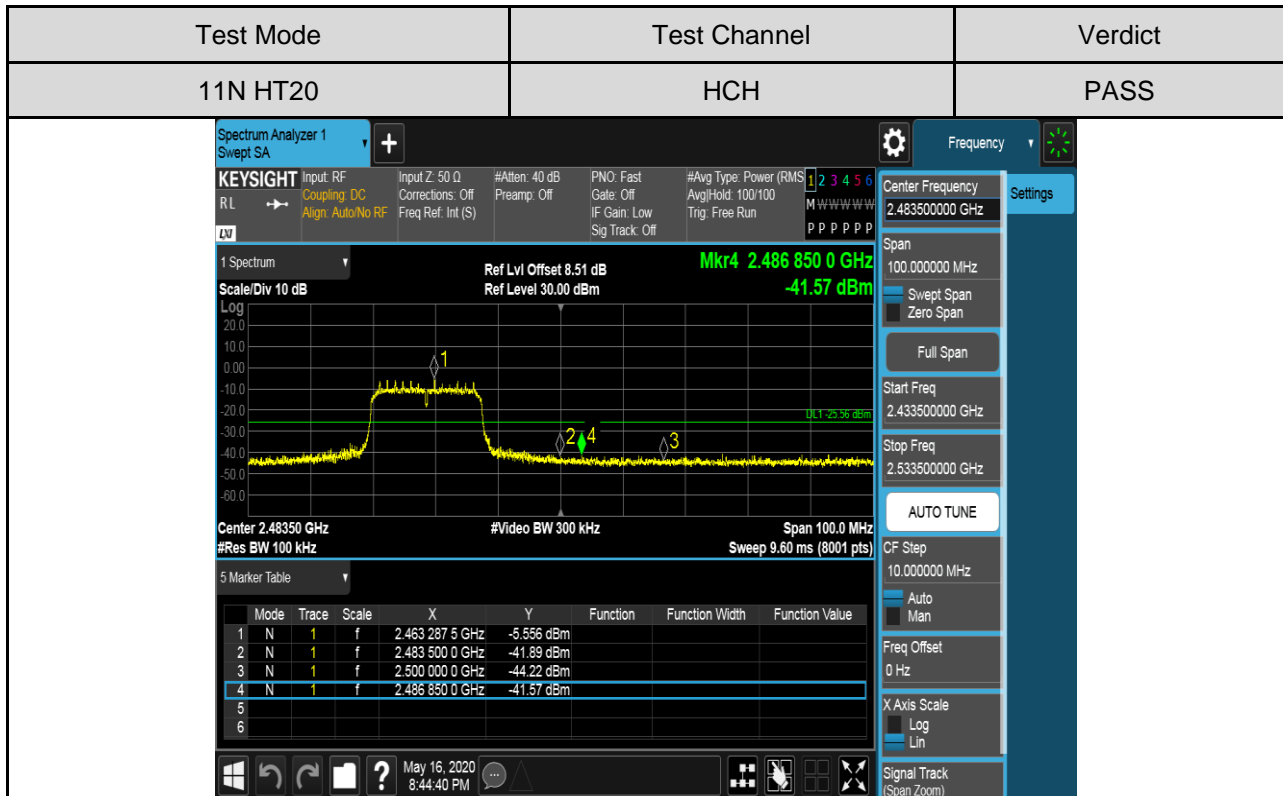 Test Mode Test Channel Verdict
11N HT20 HCH PASS
Spectrum Analyzer 1
Swept SA
+
Frequency
KEYSIGHT Input: RF Input Z: 50 Ω #Atten: 40 dB PNO: Fast #Avg Type: Power (RMS 1 2 3 4 5 6
RL Coupling: DC Corrections: Off Preamp: Off Gate: Off Avg|Hold: 100/100 M W W W W W
Align: Auto/No RF Freq Ref: Int (S) IF Gain: Low Trig: Free Run
LXI Sig Track: Off P P P P P P
1 Spectrum
Ref Lvl Offset 8.51 dB Mkr4 2.486 850 0 GHz
Scale/Div 10 dB Ref Level 30.00 dBm -41.57 dBm
Log
20.0
10.0
0.00
-10.0
-20.0
-30.0
-40.0
-50.0
-60.0
1
DL1 -25.56 dBm
2 4 3
Center 2.48350 GHz #Video BW 300 kHz Span 100.0 MHz
#Res BW 100 kHz Sweep 9.60 ms (8001 pts)
5 Marker Table
Mode Trace Scale X Y Function Function Width Function Value
1 N 1 f 2.463 287 5 GHz -5.556 dBm
2 N 1 f 2.483 500 0 GHz -41.89 dBm
3 N 1 f 2.500 000 0 GHz -44.22 dBm
4 N 1 f 2.486 850 0 GHz -41.57 dBm
5
6
?
May 16, 2020
8:44:40 PM
Center Frequency
2.483500000 GHz
Settings
Span
100.000000 MHz
Swept Span
Zero Span
Full Span
Start Freq
2.433500000 GHz
Stop Freq
2.533500000 GHz
AUTO TUNE
CF Step
10.000000 MHz
Auto
Man
Freq Offset
0 Hz
X Axis Scale
Log
Lin
Signal Track
(Span Zoom)